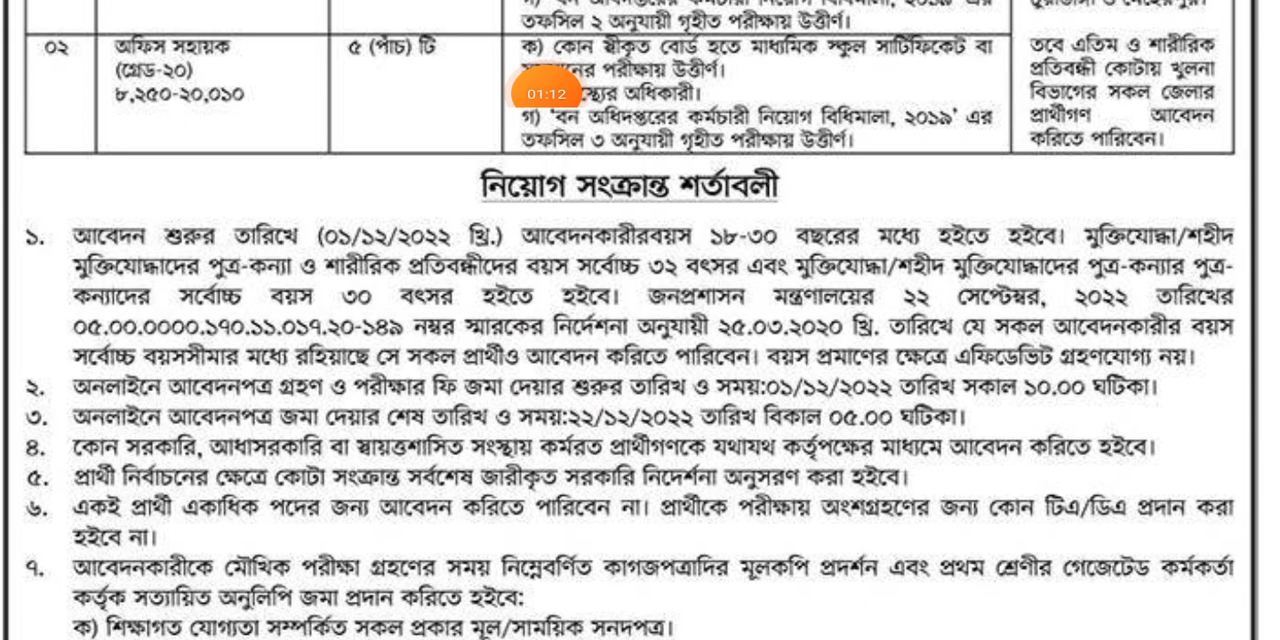 তফসিল ২ অনুযায়ী গৃহীত পরীক্ষায় উত্তীর্ণ।
০২ অফিস সহায়ক ৫ (পাঁচ) টি ক) কোন স্বীকৃত বোর্ড হতে মাধ্যমিক স্কুল সার্টিফিকেট বা তবে এতিম ও শারীরিক
(গ্রেড-২০) পরীক্ষায় উত্তীর্ণ। প্রতিবন্ধী কোটায় খুলনা
৮,২৫০-২০,০১০ 01:12 অধিকারী। বিভাগের সকল জেলার
গ) ‘বন অধিদপ্তরের কর্মচারী নিয়োগ বিধিমালা, ২০১৯’ এর প্রার্থীগণ আবেদন
তফসিল ৩ অনুযায়ী গৃহীত পরীক্ষায় উত্তীর্ণ। করিতে পারিবেন।
নিয়োগ সংক্রান্ত শর্তাবলী
১. আবেদন শুরুর তারিখে (০১/১২/২০২২ খ্রি.) আবেদনকারীরবয়স ১৮-৩০ বছরের মধ্যে হইতে হইবে। মুক্তিযোদ্ধা/শহীদ
মুক্তিযোদ্ধাদের পুত্র-কন্যা ও শারীরিক প্রতিবন্ধীদের বয়স সর্বোচ্চ ৩২ বৎসর এবং মুক্তিযোদ্ধা/শহীদ মুক্তিযোদ্ধাদের পুত্র-কন্যার পুত্র-
কন্যাদের সর্বোচ্চ বয়স ৩০ বৎসর হইতে হইবে। জনপ্রশাসন মন্ত্রণালয়ের ২২ সেপ্টেম্বর, ২০২২ তারিখের
০৫.০০.০০০০.১৭০.১১.০১৭.২০-১৪৯ নম্বর স্মারকের নির্দেশনা অনুযায়ী ২৫.০৩.২০২০ খ্রি. তারিখে যে সকল আবেদনকারীর বয়স
সর্বোচ্চ বয়সসীমার মধ্যে রহিয়াছে সে সকল প্রার্থীও আবেদন করিতে পারিবেন। বয়স প্রমাণের ক্ষেত্রে এফিডেভিট গ্রহণযোগ্য নয়।
২. অনলাইনে আবেদনপত্র গ্রহণ ও পরীক্ষার ফি জমা দেয়ার শুরুর তারিখ ও সময়:০১/১২/২০২২ তারিখ সকাল ১০.০০ ঘটিকা।
৩. অনলাইনে আবেদনপত্র জমা দেয়ার শেষ তারিখ ও সময়:২২/১২/২০২২ তারিখ বিকাল ০৫.০০ ঘটিকা।
৪. কোন সরকারি, আধাসরকারি বা স্বায়ত্তশাসিত সংস্থায় কর্মরত প্রার্থীগণকে যথাযথ কর্তৃপক্ষের মাধ্যমে আবেদন করিতে হইবে।
৫. প্রার্থী নির্বাচনের ক্ষেত্রে কোটা সংক্রান্ত সর্বশেষ জারীকৃত সরকারি নিদের্শনা অনুসরণ করা হইবে।
৬. একই প্রার্থী একাধিক পদের জন্য আবেদন করিতে পারিবেন না। প্রার্থীকে পরীক্ষায় অংশগ্রহণের জন্য কোন টিএ/ডিএ প্রদান করা
হইবে না।
৭. আবেদনকারীকে মৌখিক পরীক্ষা গ্রহণের সময় নিম্নেবর্ণিত কাগজপত্রাদির মূলকপি প্রদর্শন এবং প্রথম শ্রেণীর গেজেটেড কর্মকর্তা
কর্তৃক সত্যায়িত অনুলিপি জমা প্রদান করিতে হইবে:
ক) শিক্ষাগত যোগ্যতা সম্পর্কিত সকল প্রকার মূল/সাময়িক সনদপত্র।